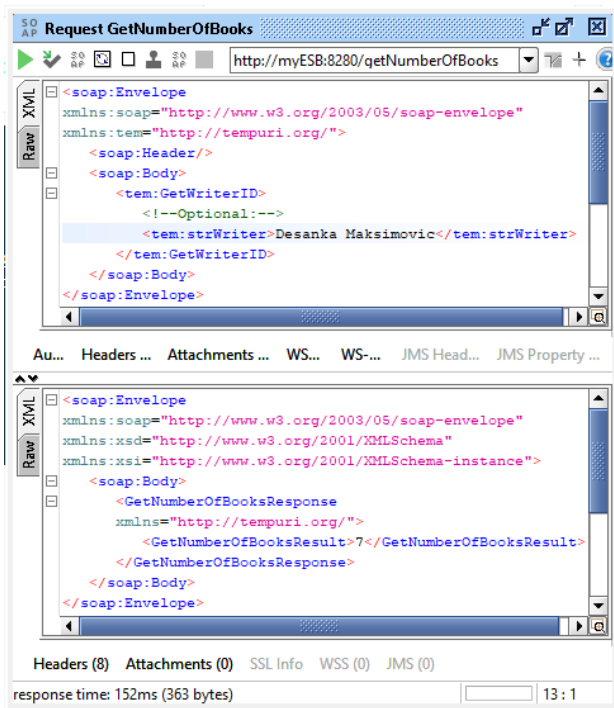 SO AP Request GetNumberOfBooks
SO AP SO AP http://myESB:8280/getNumberOfBooks
XML
Raw
<soap:Envelope
xmlns:soap="http://www.w3.org/2003/05/soap-envelope"
xmlns:tem="http://tempuri.org/">
<soap:Header/>
<soap:Body>
<tem:GetWriterID>
<!--Optional:-->
<tem:strWriter>Desanka Maksimovic</tem:strWriter>
</tem:GetWriterID>
</soap:Body>
</soap:Envelope>
Au... Headers ... Attachments ... WS... WS-... JMS Head... JMS Property ...
XML
Raw
<soap:Envelope
xmlns:soap="http://www.w3.org/2003/05/soap-envelope"
xmlns:xsd="http://www.w3.org/2001/XMLSchema"
xmlns:xsi="http://www.w3.org/2001/XMLSchema-instance">
<soap:Body>
<GetNumberOfBooksResponse
xmlns="http://tempuri.org/">
<GetNumberOfBooksResult>7</GetNumberOfBooksResult>
</GetNumberOfBooksResponse>
</soap:Body>
</soap:Envelope>
Headers (8) Attachments (0) SSL Info WSS (0) JMS (0)
response time: 152ms (363 bytes) 13 : 1